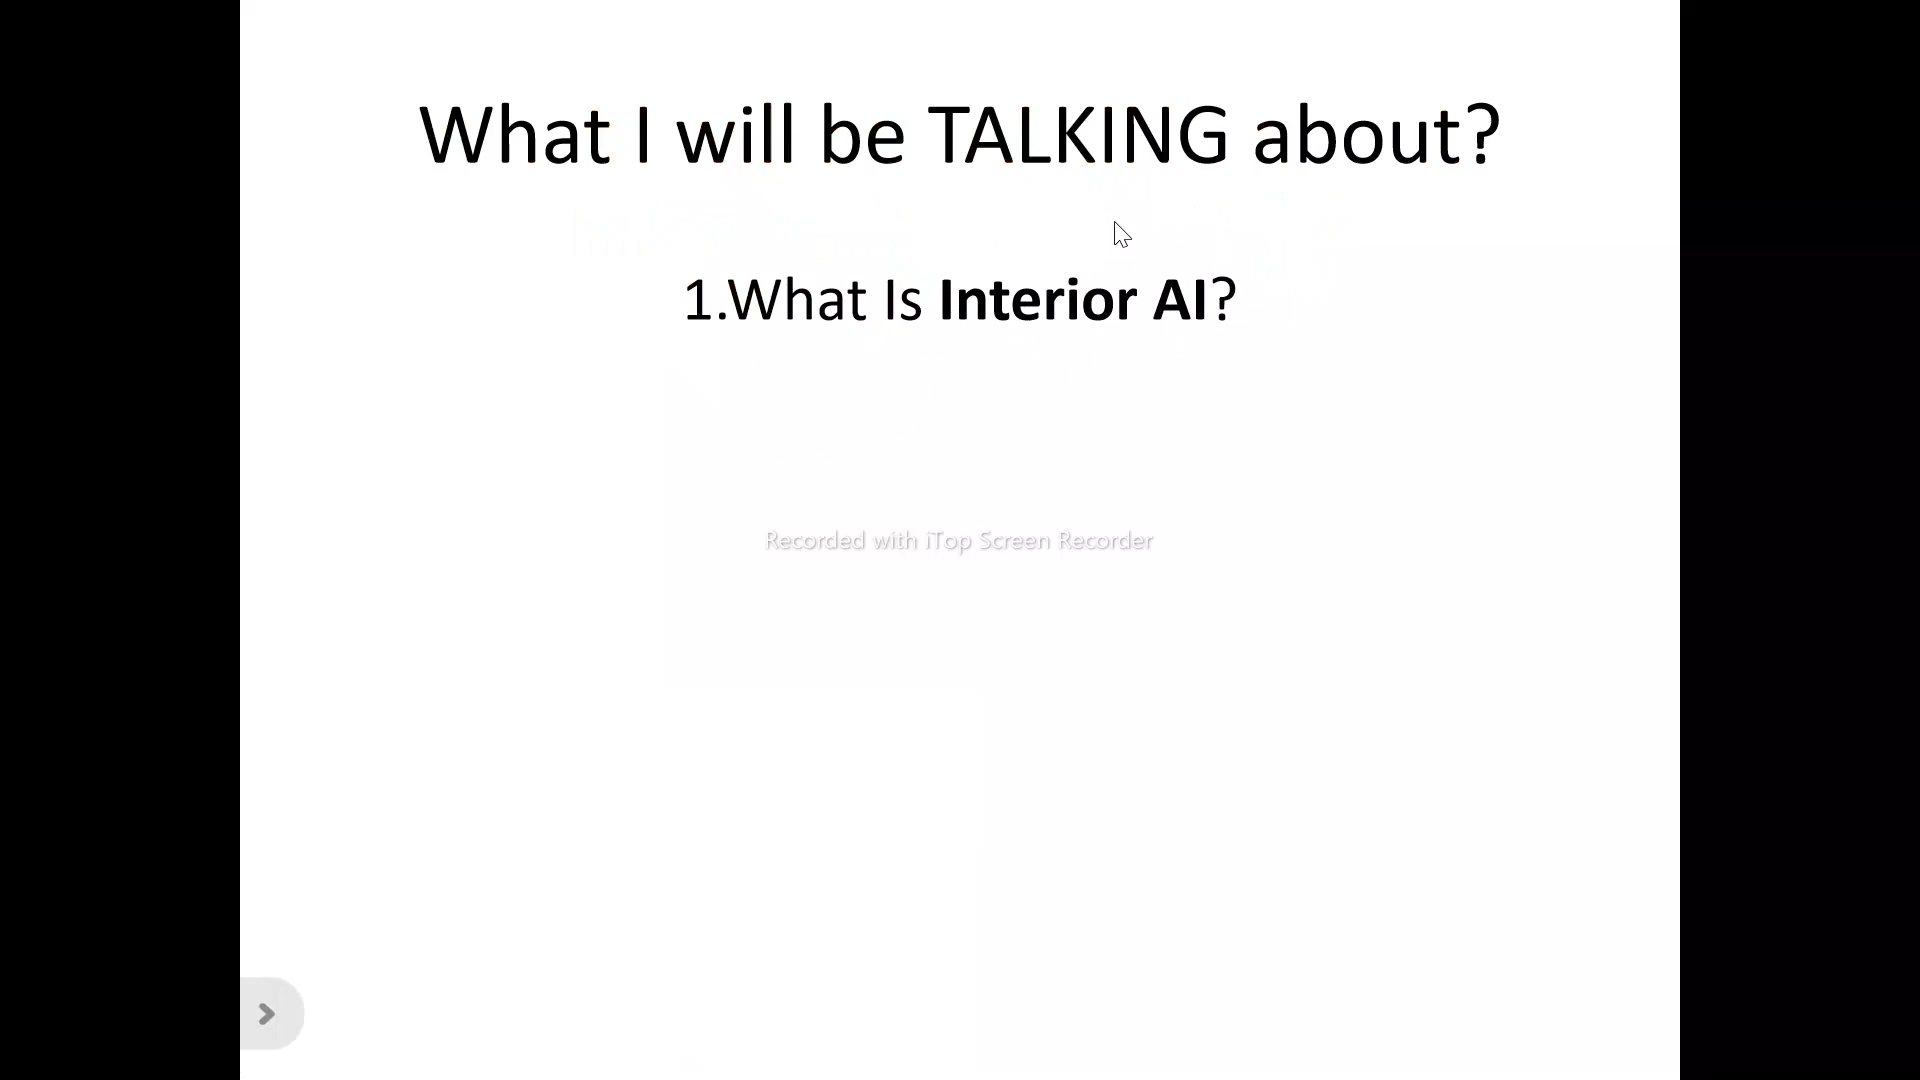 What I will be TALKING about?
1.What Is Interior AI?
Recorded with iTop Screen Recorder